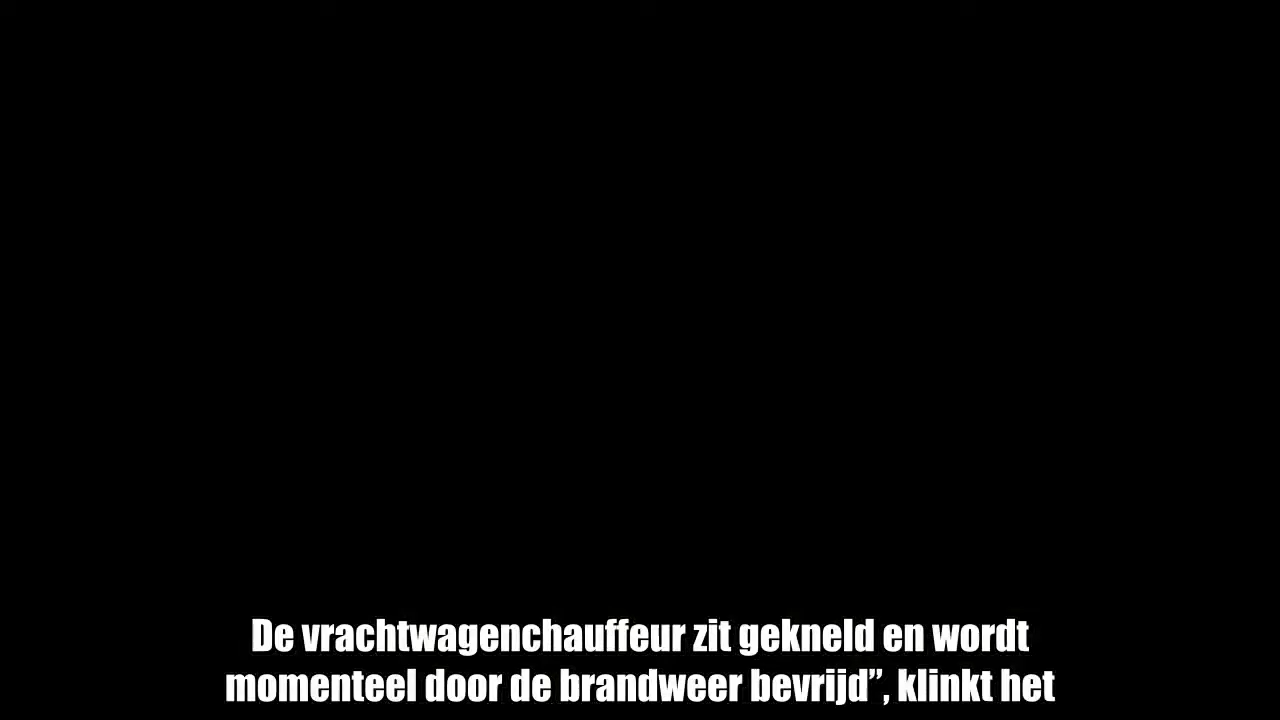 De vrachtwagenchauffeur zit gekneld en wordt
momenteel door de brandweer bevrijd”, klinkt het